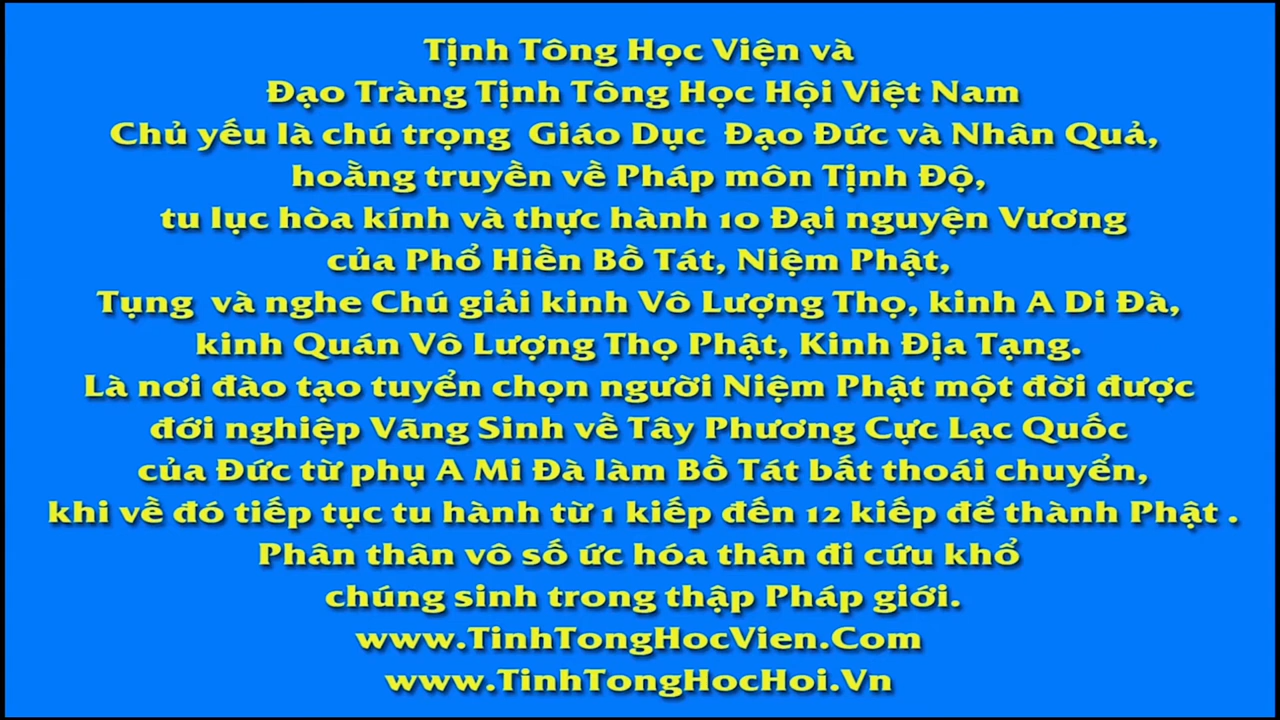 Tịnh Tông Học Viện và
Đạo Tràng Tịnh Tông Học Hội Việt Nam
Chủ yếu là chú trọng Giáo Dục Đạo Đức và Nhân Quả,
hoằng truyền về Pháp môn Tịnh Độ,
tu lục hòa kính và thực hành 10 Đại nguyện Vương
của Phổ Hiền Bồ Tát, Niệm Phật,
Tụng và nghe Chú giải kinh Vô Lượng Thọ, kinh A Di Đà,
kinh Quán Vô Lượng Thọ Phật, Kinh Địa Tạng.
Là nơi đào tạo tuyển chọn người Niệm Phật một đời được
đới nghiệp Vãng Sinh về Tây Phương Cực Lạc Quốc
của Đức từ phụ A Mi Đà làm Bồ Tát bất thoái chuyển,
khi về đó tiếp tục tu hành từ 1 kiếp đến 12 kiếp để thành Phật .
Phân thân vô số ức hóa thân đi cứu khổ
chúng sinh trong thập Pháp giới.
www.TinhTongHocVien.Com
www.TinhTongHocHoi.Vn